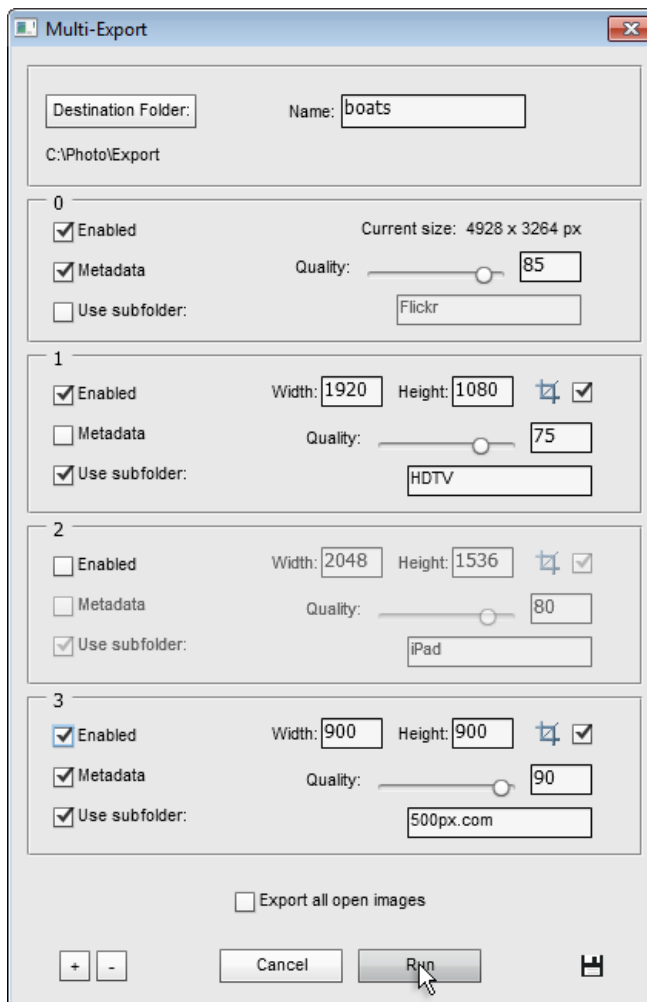 Multi-Export
Destination Folder: Name: boats
C:\Photo\Export
0
Enabled Current size: 4928 x 3264 px
Metadata Quality: 85
Use subfolder: Flickr
1
Enabled Width: 1920 Height: 1080
Metadata Quality: 75
Use subfolder: HDTV
2
Enabled Width: 2048 Height: 1536
Metadata Quality: 80
Use subfolder: iPad
3
Enabled Width: 900 Height: 900
Metadata Quality: 90
Use subfolder: 500px.com
Export all open images
+ - Cancel Run